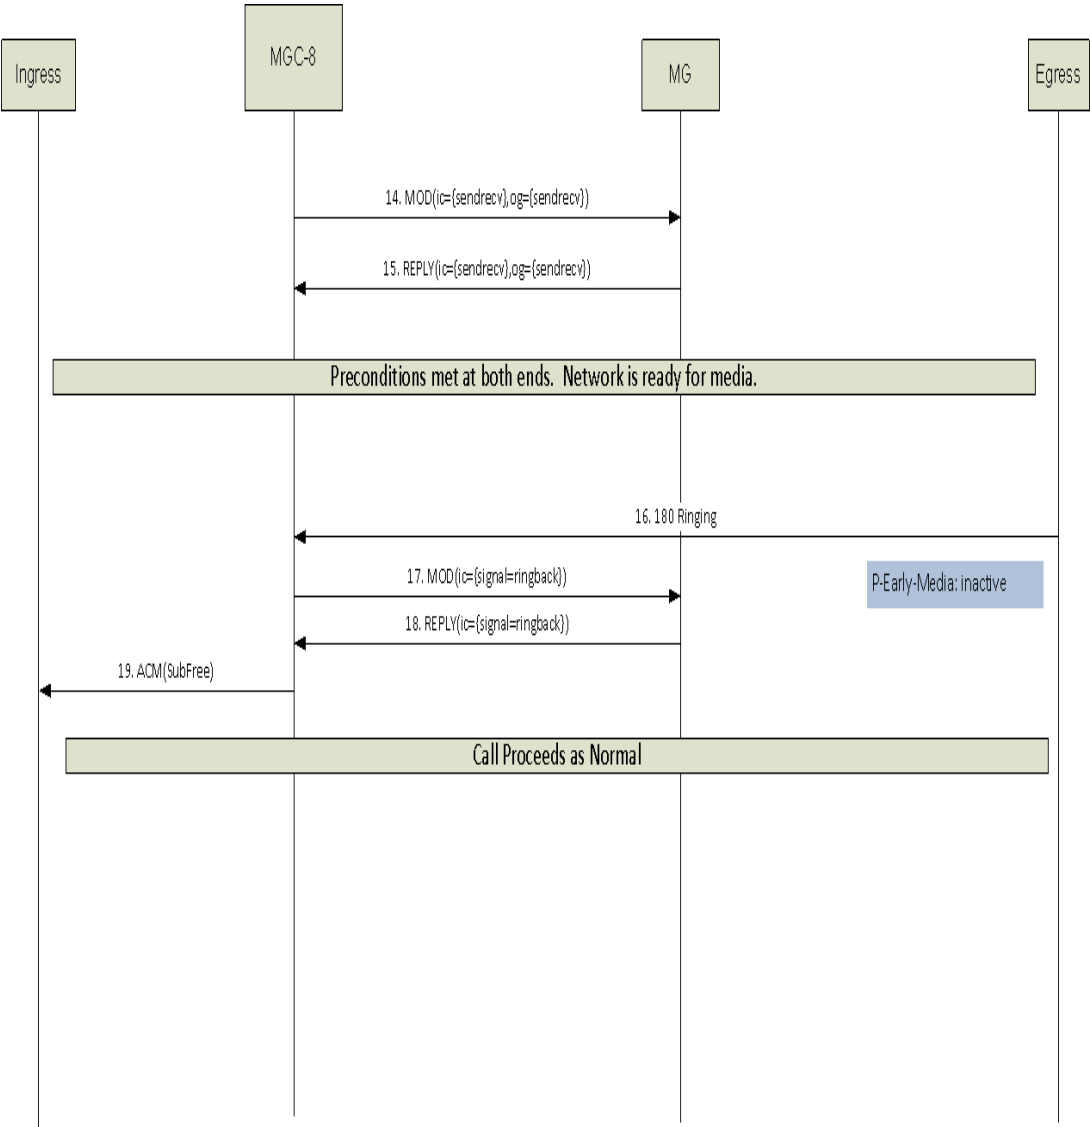 Ingress
MGC-8
MG
Egress
14. MOD(ic={sendrecv},og={sendrecv})
15. REPLY(ic={sendrecv},og={sendrecv})
Preconditions met at both ends.  Network is ready for media.
16. 180 Ringing
17. MOD(ic={signal=ringback})
P-Early-Media: inactive
18. REPLY(ic={signal=ringback})
19. ACM(SubFree)
Call Proceeds as Normal